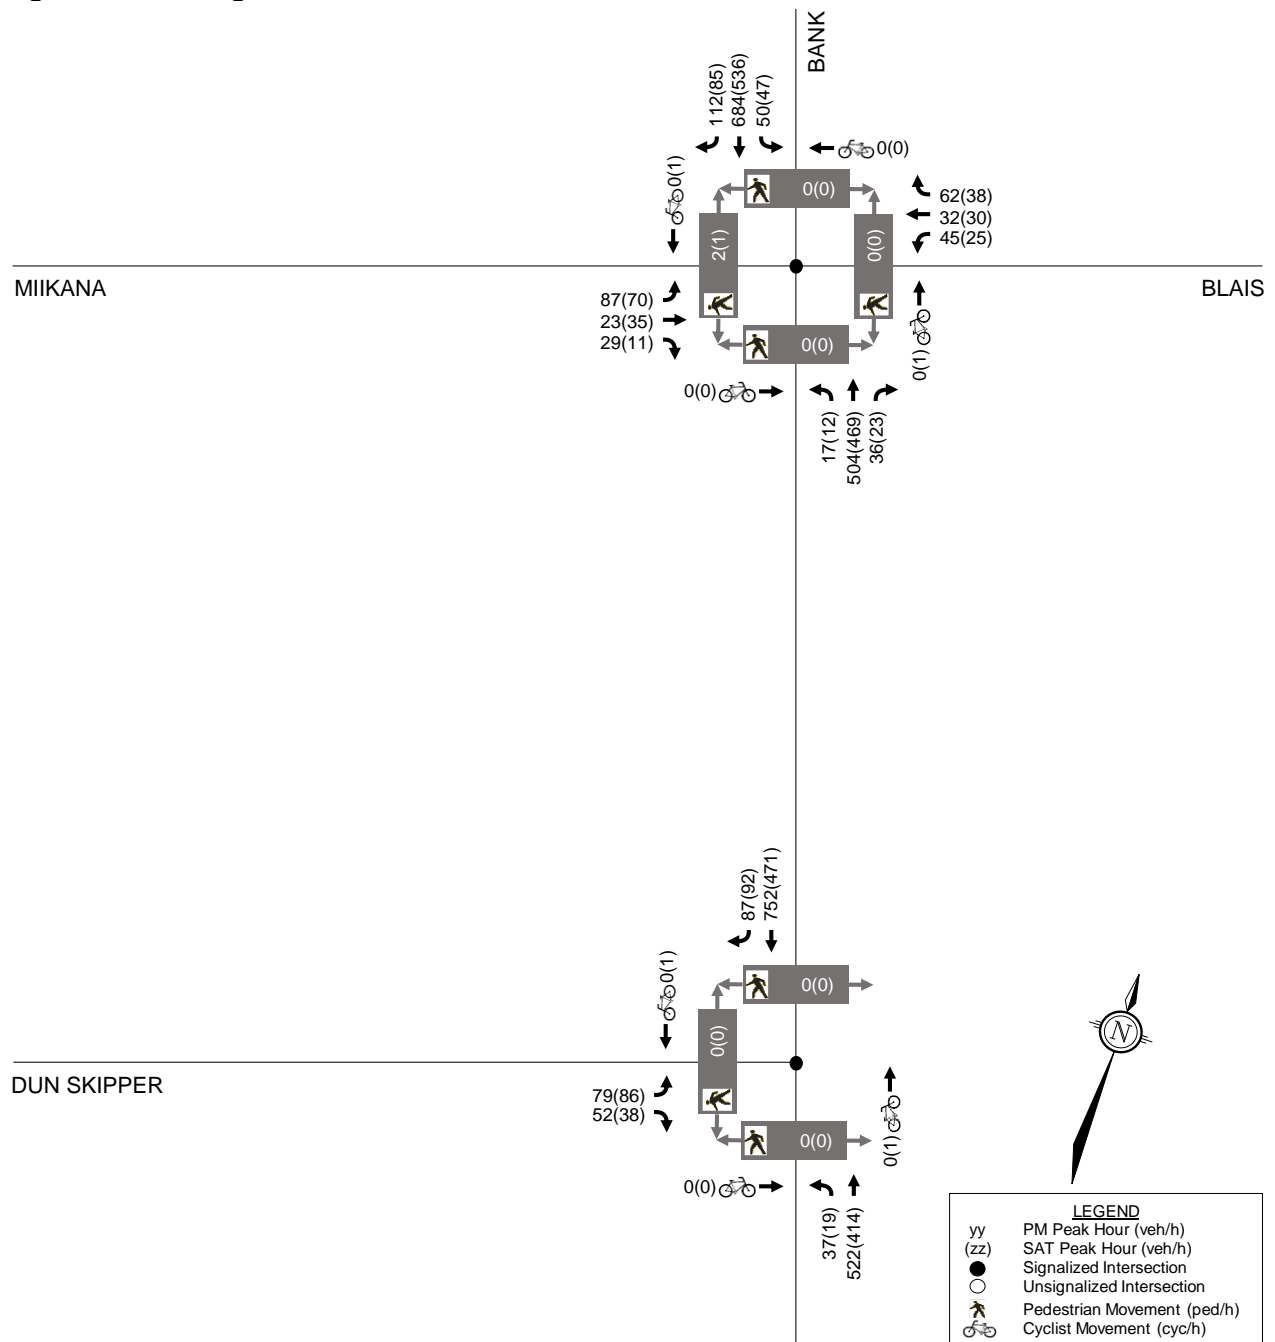 BANK
112(85)
684(536)
50(47)
0(0)
0(1)
0(0)
62(38)
32(30)
45(25)
2(1)
0(0)
MIIKANA
BLAIS
87(70)
23(35)
29(11)
0(0)
0(1)
0(0)
17(12)
504(469)
36(23)
87(92)
752(471)
0(1)
0(0)
0(0)
DUN SKIPPER
79(86)
52(38)
0(1)
0(0)
0(0)
37(19)
522(414)
N
LEGEND
yy PM Peak Hour (veh/h)
(zz) SAT Peak Hour (veh/h)
Signalized Intersection
Unsignalized Intersection
Pedestrian Movement (ped/h)
Cyclist Movement (cyc/h)